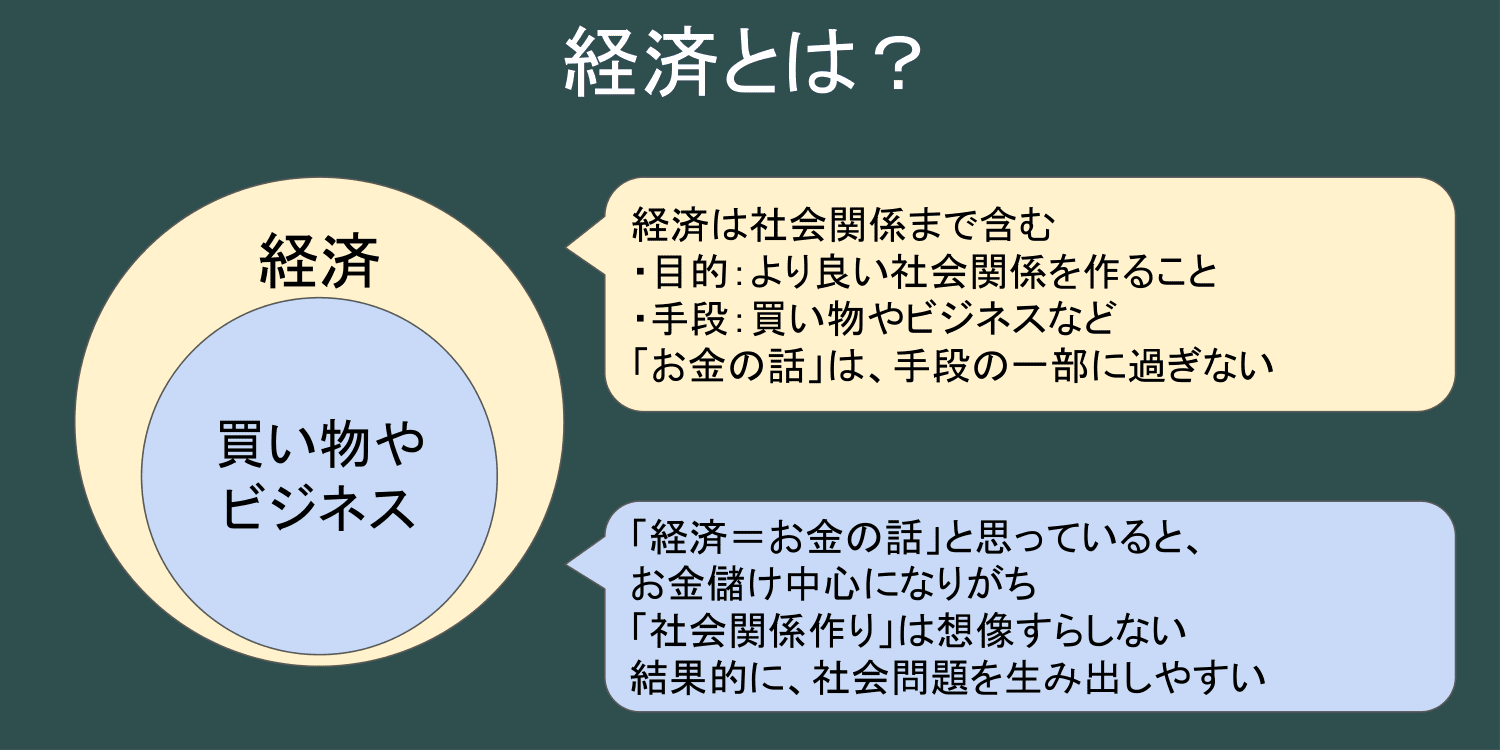 経済とは？
経済
買い物や
ビジネス
経済は社会関係まで含む
・目的：より良い社会関係を作ること
・手段：買い物やビジネスなど
「お金の話」は、手段の一部に過ぎない
「経済＝お金の話」と思っていると、
お金儲け中心になりがち
「社会関係作り」は想像すらしない
結果的に、社会問題を生み出しやすい